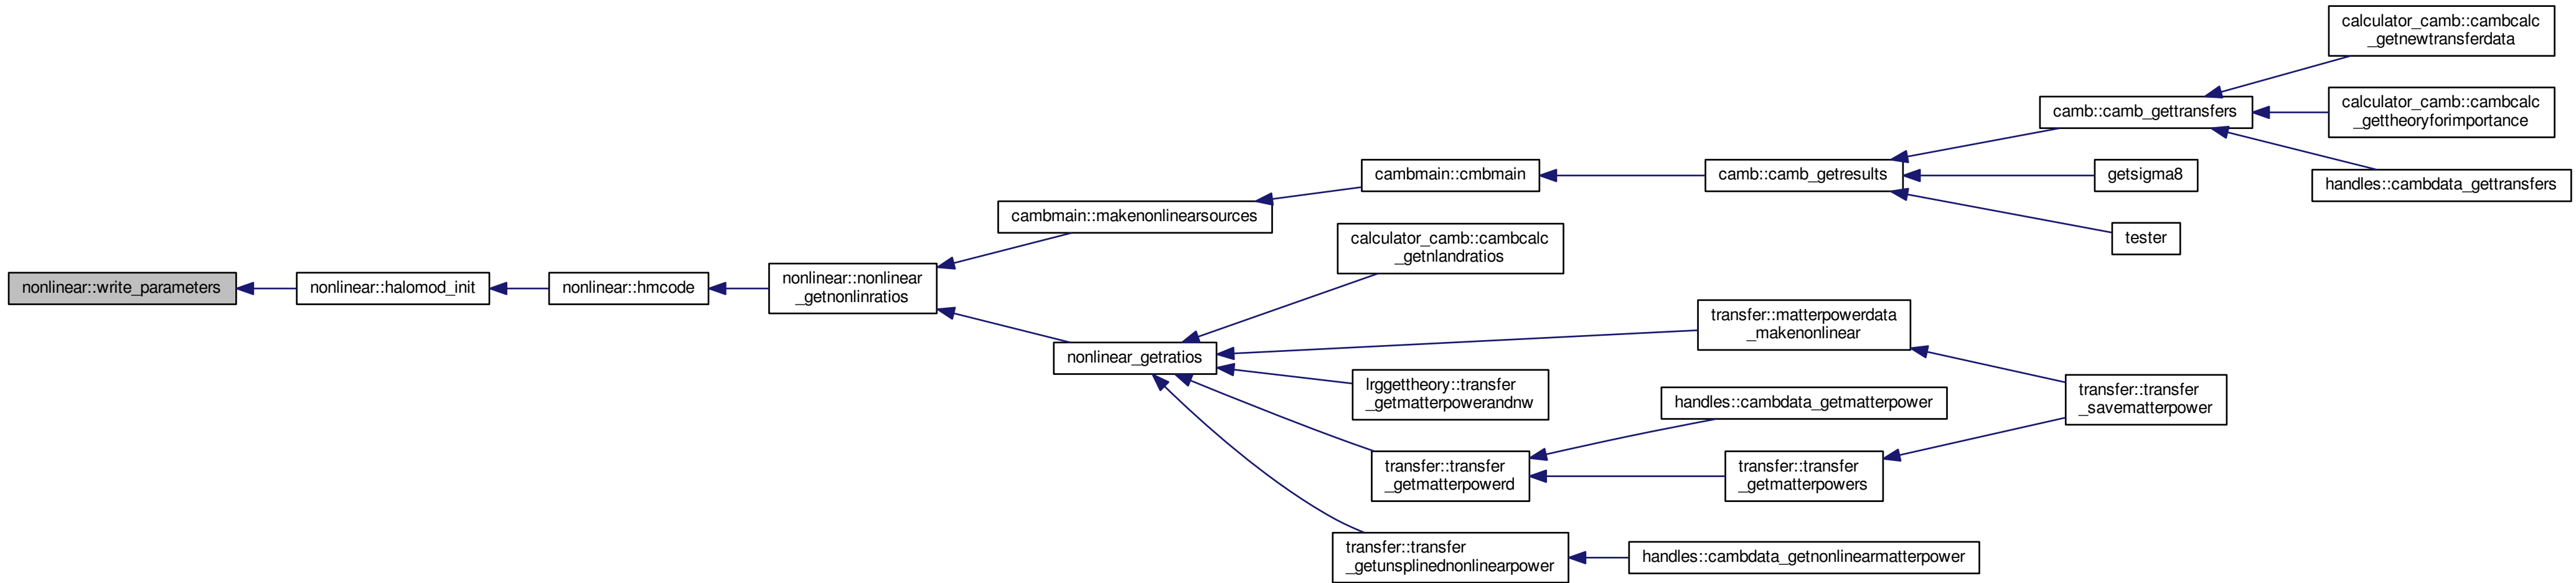 nonlinear::write_parameters
nonlinear::halomod_init
nonlinear::hmcode
nonlinear::nonlinear
_getnonlinratios
cambmain::makenonlinearsources
cambmain::cmbmain
camb::camb_getresults
camb::camb_gettransfers
calculator_camb::cambcalc
_getnewtransferdata
calculator_camb::cambcalc
_gettheoryforimportance
handles::cambdata_gettransfers
getsigma8
tester
nonlinear_getratios
calculator_camb::cambcalc
_getnlandratios
transfer::matterpowerdata
_makenonlinear
lrggettheory::transfer
_getmatterpowerandnw
transfer::transfer
_getmatterpowerd
handles::cambdata_getmatterpower
transfer::transfer
_getmatterpowers
transfer::transfer
_savematterpower
transfer::transfer
_getunsplinednonlinearpower
handles::cambdata_getnonlinearmatterpower